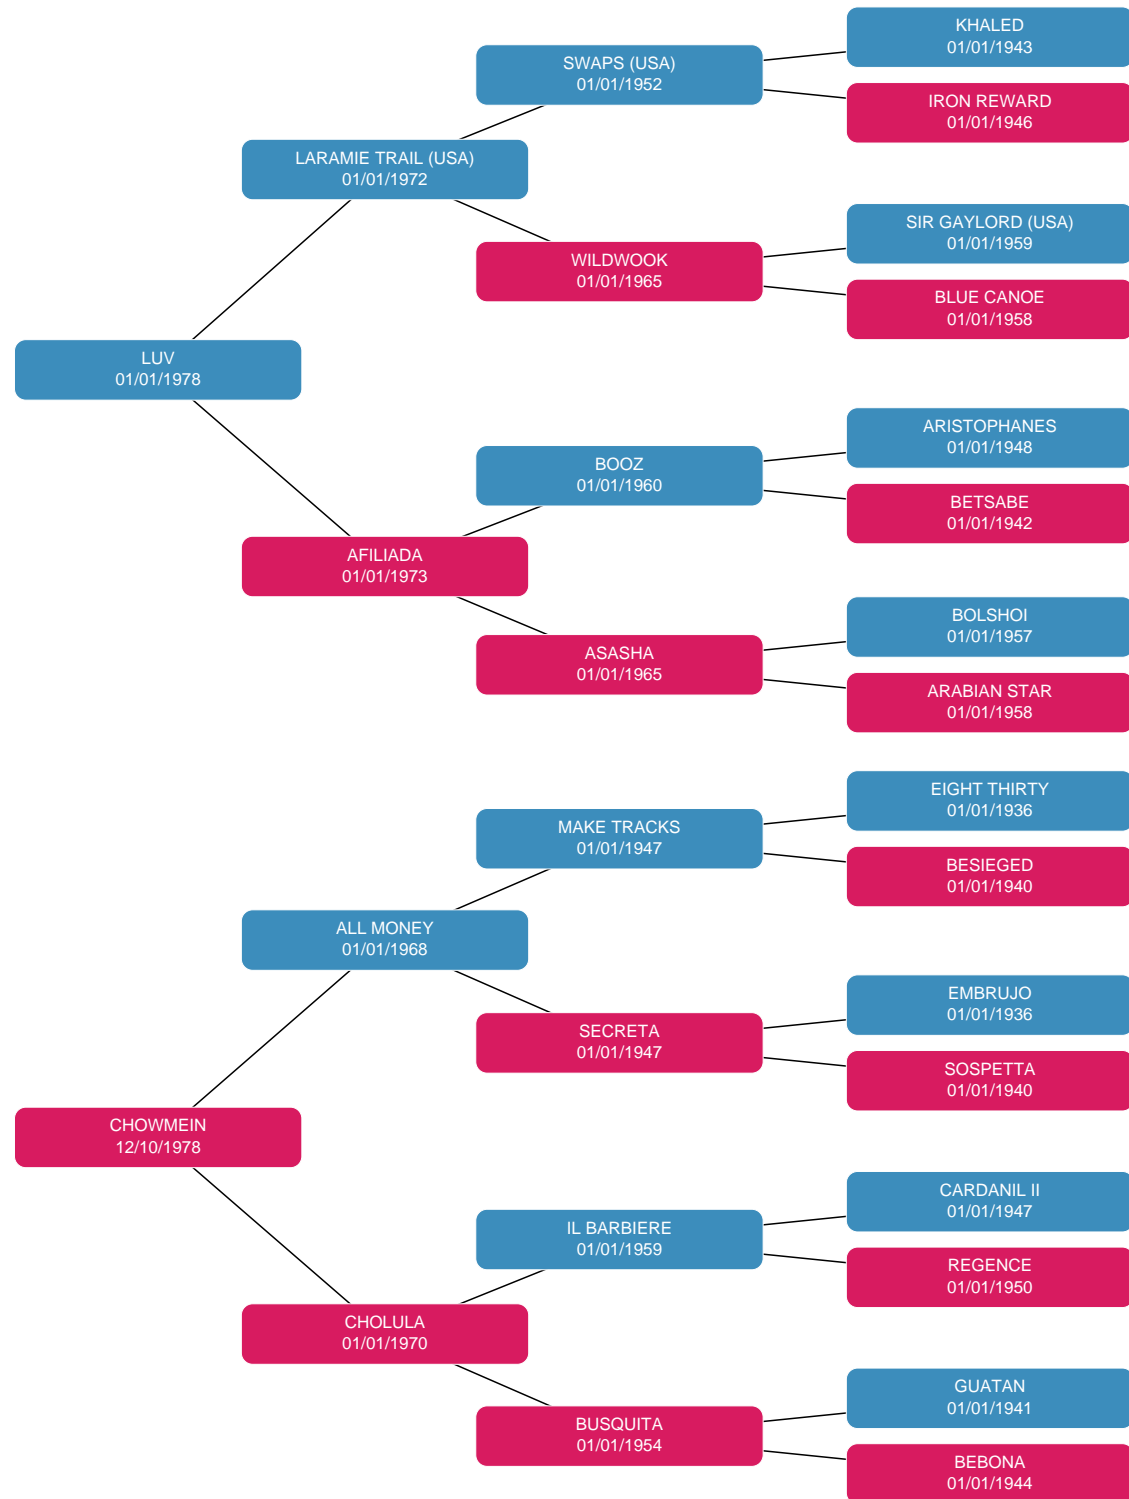 KHALED
01/01/1943
SWAPS (USA)
01/01/1952
IRON REWARD
01/01/1946
LARAMIE TRAIL (USA)
01/01/1972
SIR GAYLORD (USA)
01/01/1959
WILDWOOK
01/01/1965
BLUE CANOE
01/01/1958
LUV
01/01/1978
ARISTOPHANES
01/01/1948
BOOZ
01/01/1960
BETSABE
01/01/1942
AFILIADA
01/01/1973
BOLSHOI
01/01/1957
ASASHA
01/01/1965
ARABIAN STAR
01/01/1958
EIGHT THIRTY
01/01/1936
MAKE TRACKS
01/01/1947
BESIEGED
01/01/1940
ALL MONEY
01/01/1968
EMBRUJO
01/01/1936
SECRETA
01/01/1947
SOSPETTA
01/01/1940
CHOWMEIN
12/10/1978
CARDANIL II
01/01/1947
IL BARBIERE
01/01/1959
REGENCE
01/01/1950
CHOLULA
01/01/1970
GUATAN
01/01/1941
BUSQUITA
01/01/1954
BEBONA
01/01/1944